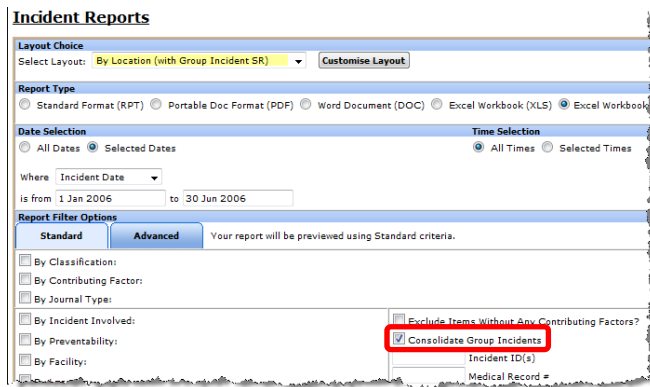 Incident Reports
Layout Choice
Select Layout: By Location (with Group Incident SR) Customise Layout
Report Type
Standard Format (RPT) Portable Doc Format (PDF) Word Document (DOC) Excel Workbook (XLS) Excel Workbook
Date Selection Time Selection
All Dates Selected Dates All Times Selected Times
Where Incident Date
is from 1 Jan 2006 to 30 Jun 2006
Report Filter Options
Standard Advanced Your report will be previewed using Standard criteria.
By Classification:
By Contributing Factor:
By Journal Type:
By Incident Involved: Exclude Items Without Any Contributing Factors?
By Preventability: Consolidate Group Incidents
By Facility: Incident ID(s)
Medical Record #